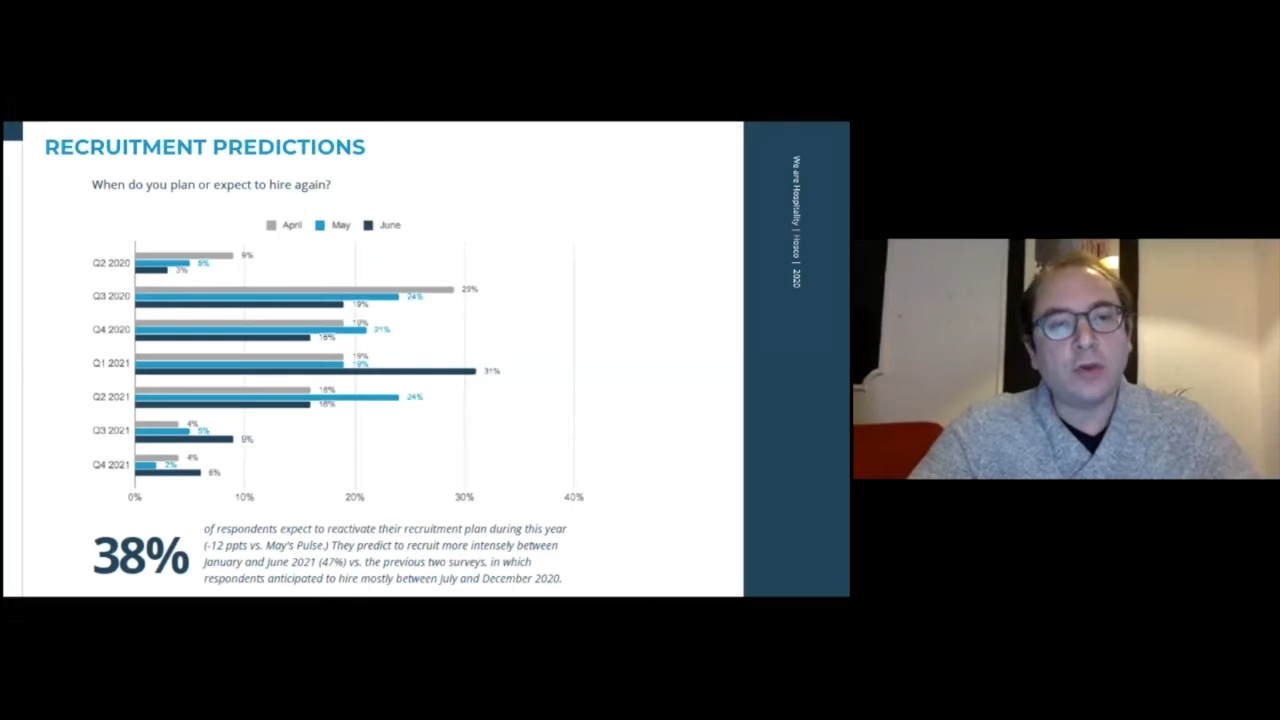 RECRUITMENT PREDICTIONS
When do you plan or expect to hire again?
April May June
Q2 2020 9% 5% 3%
Q3 2020 29% 24% 19%
Q4 2020 19% 21% 16%
Q1 2021 19% 19% 31%
Q2 2021 16% 24% 16%
Q3 2021 4% 5% 9%
Q4 2021 4% 2% 6%
0% 10% 20% 30% 40%
38%
of respondents expect to reactivate their recruitment plan during this year
(-12 ppts vs. May's Pulse.) They predict to recruit more intensely between
January and June 2021 (47%) vs. the previous two surveys, in which
respondents anticipated to hire mostly between July and December 2020.
We are Hospitality | Hosco | 2020